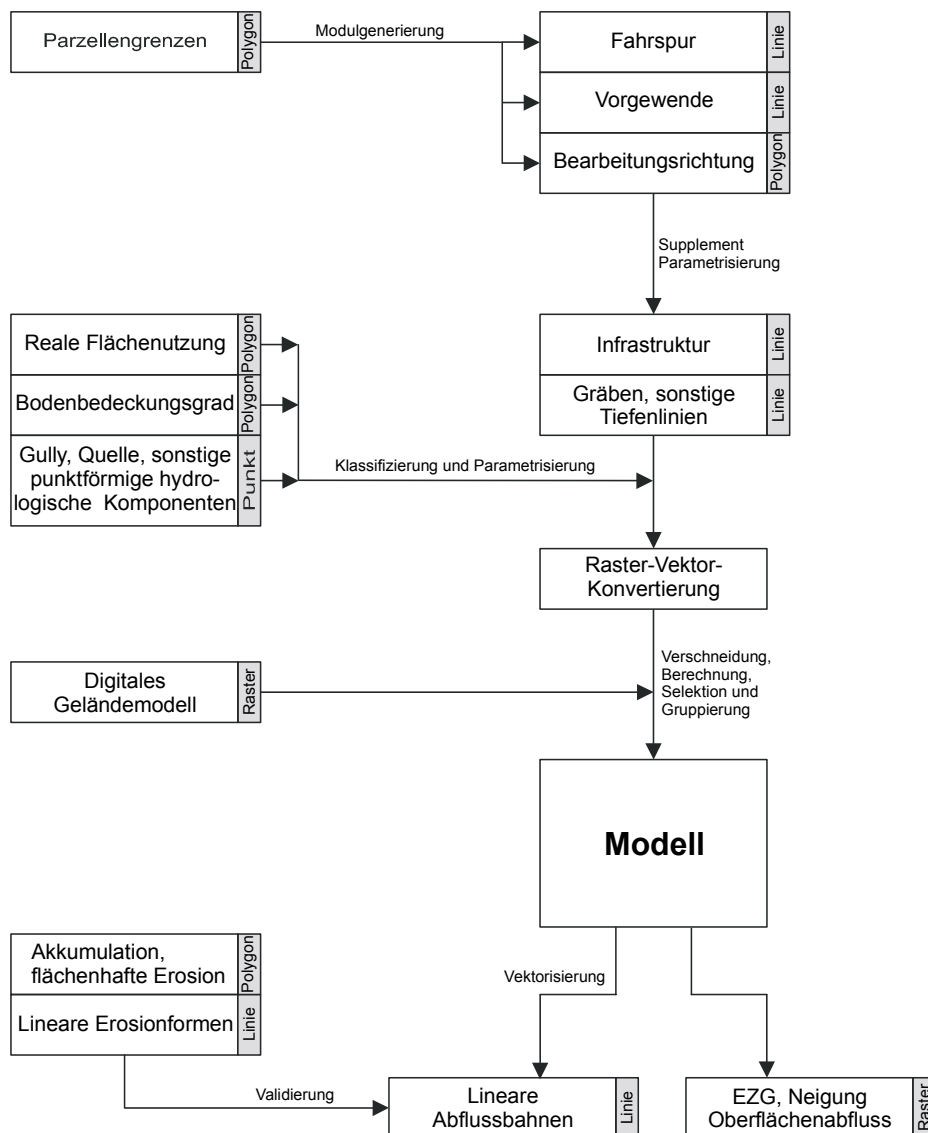 Parzellengrenzen
Polygon
Modulgenerierung
Fahrspur
Linie
Vorgewende
Linie
Bearbeitungsrichtung
Polygon
Supplement
Parametrisierung
Reale Flächenutzung
Polygon
Bodenbedeckungsgrad
Polygon
Gully, Quelle, sonstige
punktförmige hydro-
logische Komponenten
Punkt
Infrastruktur
Linie
Gräben, sonstige
Tiefenlinien
Linie
Klassifizierung und Parametrisierung
Raster-Vektor-
Konvertierung
Digitales
Geländemodell
Raster
Verschneidung,
Berechnung,
Selektion und
Gruppierung
Modell
Akkumulation,
flächenhafte Erosion
Polygon
Lineare Erosionformen
Linie
Vektorisierung
Validierung
Lineare
Abflussbahnen
Linie
EZG, Neigung
Oberflächenabfluss
Raster